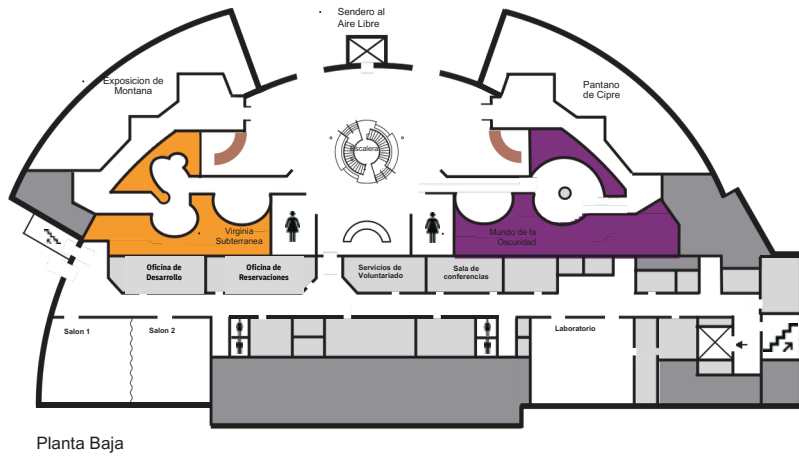 Sendero al
Aire Libre
Exposicion de
Montana
Pantano
de Cipre
Escalera
Virginia
Subterranea
Mundo de la
Oscuridad
Oficina de
Desarrollo
Oficina de
Reservaciones
Servicios de
Voluntariado
Sala de
conferencias
Salon 1
Salon 2
Laboratorio
Planta Baja